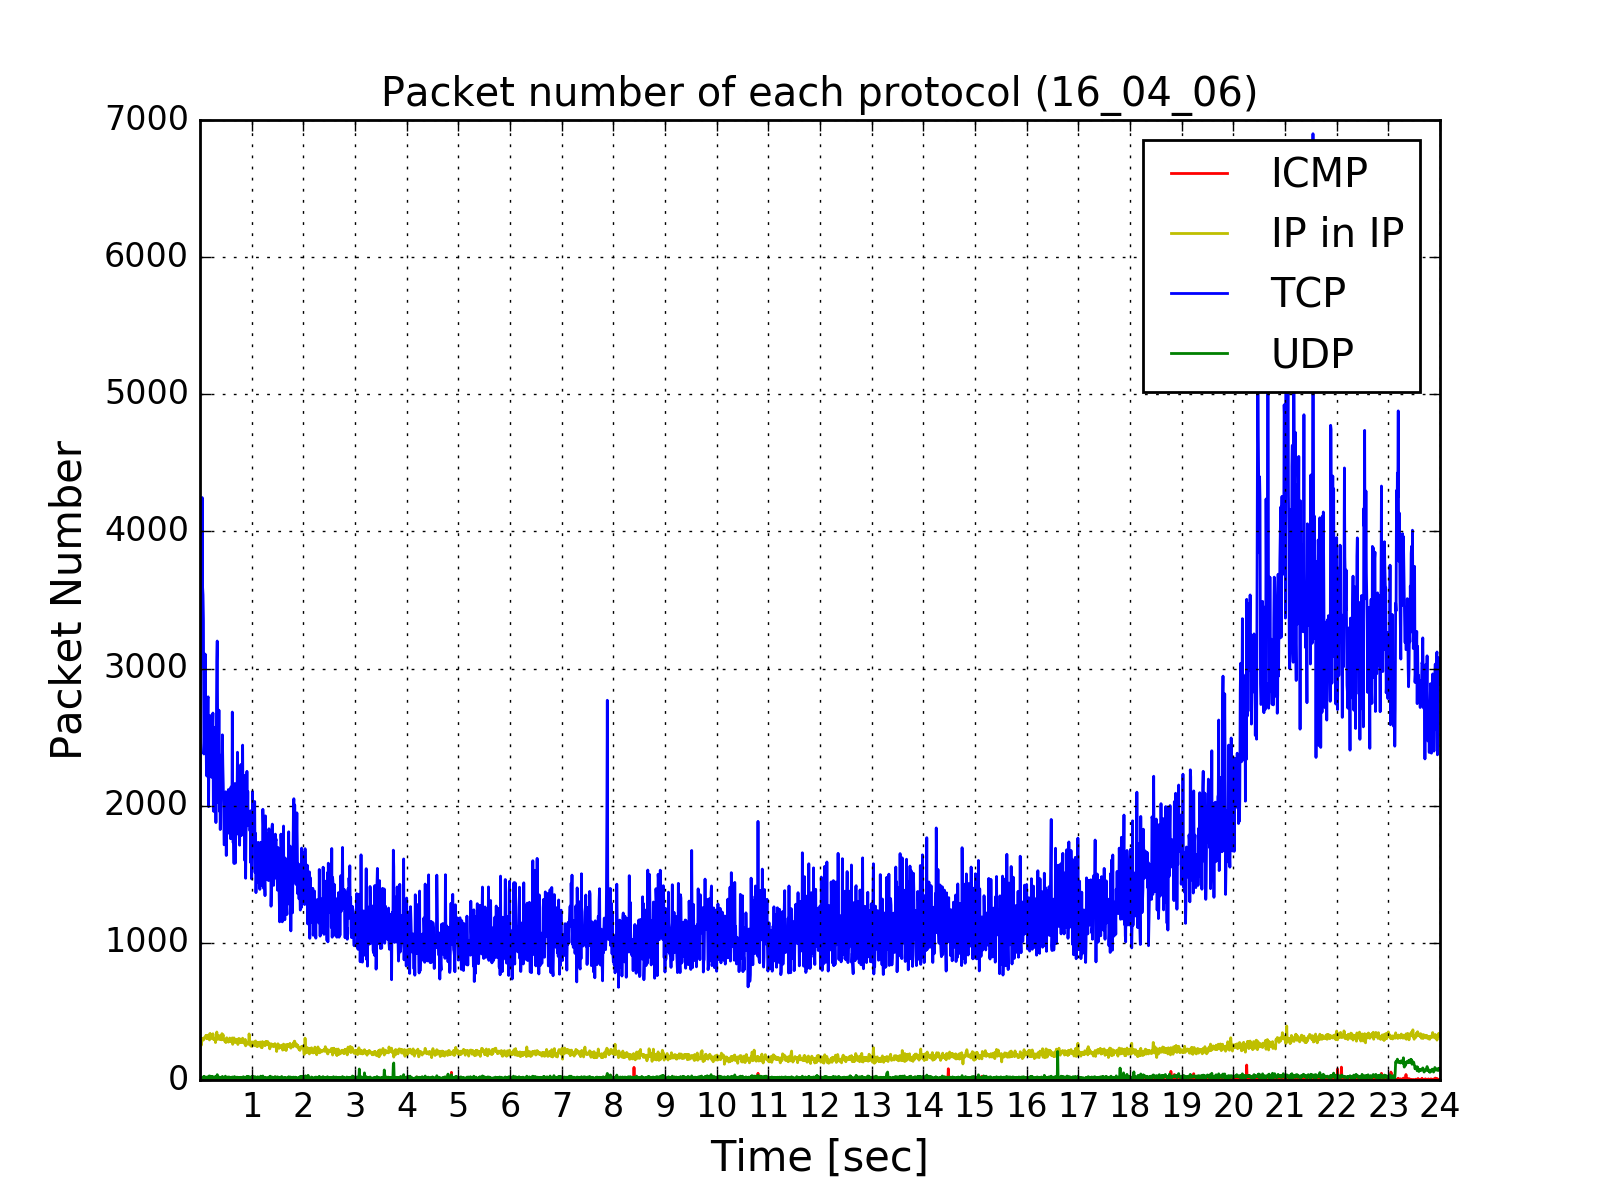 Packet number of each protocol (16_04_06)
7000
6000
5000
4000
3000
2000
1000
0
Packet Number
ICMP
IP in IP
TCP
UDP
1 2 3 4 5 6 7 8 9 10 11 12 13 14 15 16 17 18 19 20 21 22 23 24
Time [sec]